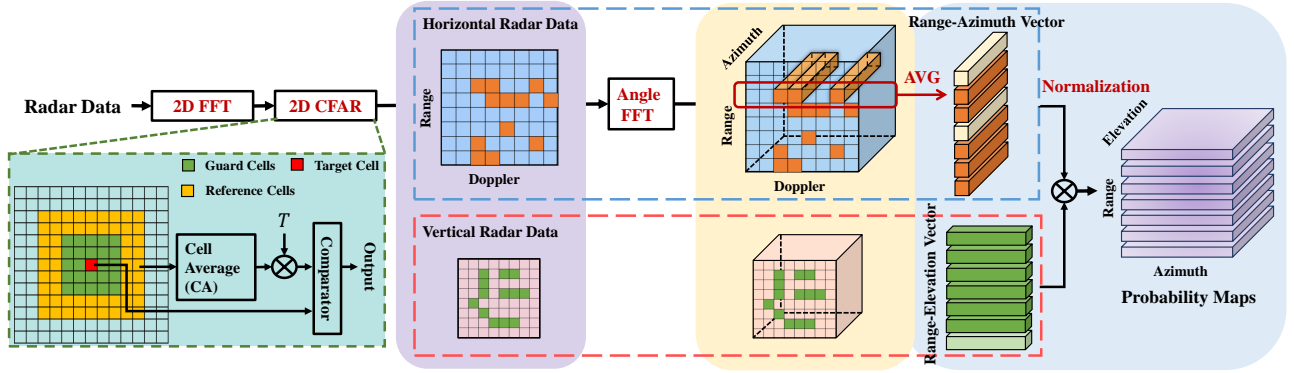 Horizontal Radar Data
Range-Azimuth Vector
Azimuth
AVG
Normalization
Radar Data
2D FFT
2D CFAR
Range
Angle
FFT
Range
Elevation
Doppler
Doppler
Guard Cells
Target Cell
Reference Cells
Range
Vertical Radar Data
Range-Elevation Vector
T
Cell
Average
(CA)
Comparator
Output
Azimuth
Probability Maps